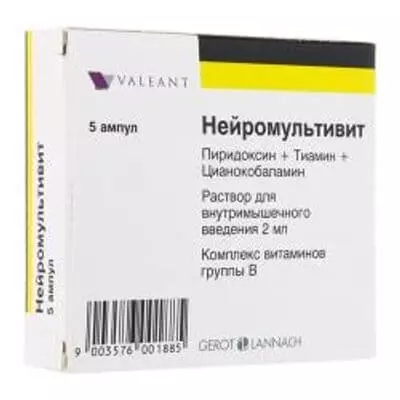 VALEANT
5 ампул
Нейромультивит
Пиридоксин + Тиамин +
Цианокобаламин
Раствор для
внутримышечного
введения 2 мл
Комплекс витаминов
группы В
GEROT LANNACH
Нейромультивит
5 ампул
9 003576 001885